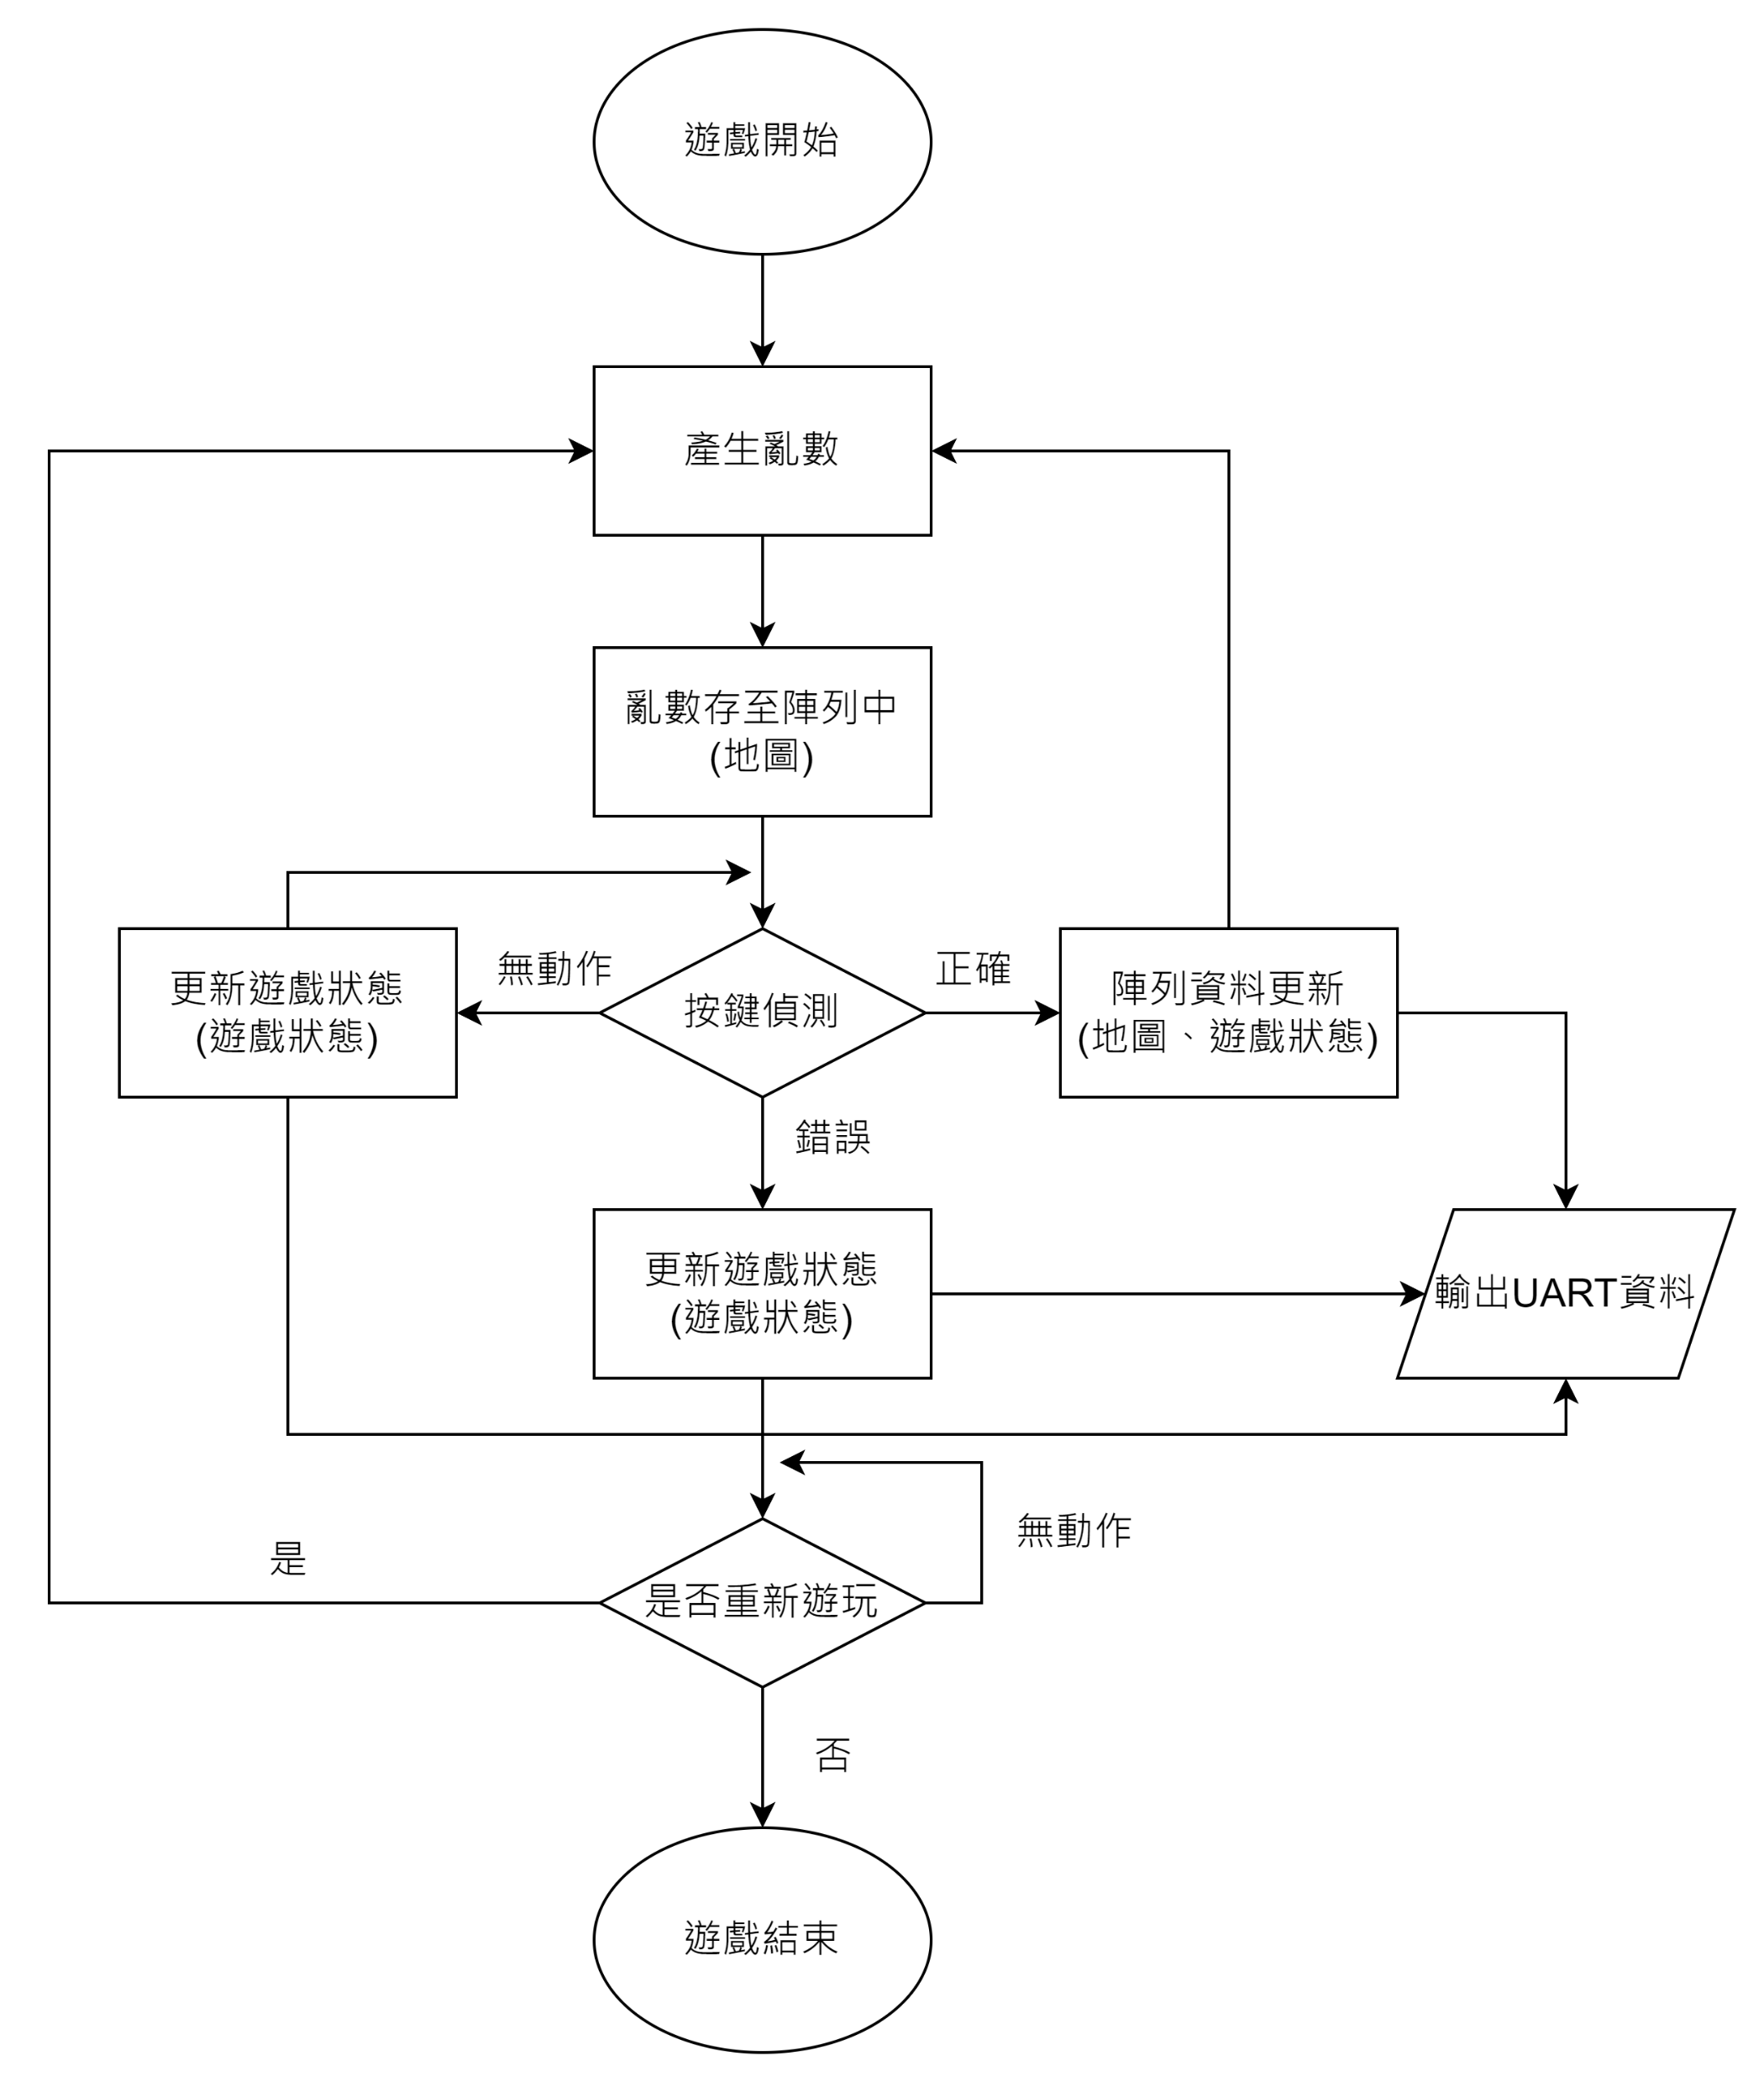 遊戲開始
產生亂數
亂數存至陣列中
(地圖)
更新遊戲狀態
(遊戲狀態)
無動作
按鍵偵測
正確
陣列資料更新
(地圖、遊戲狀態)
錯誤
更新遊戲狀態
(遊戲狀態)
輸出UART資料
無動作
是
是否重新遊玩
否
遊戲結束